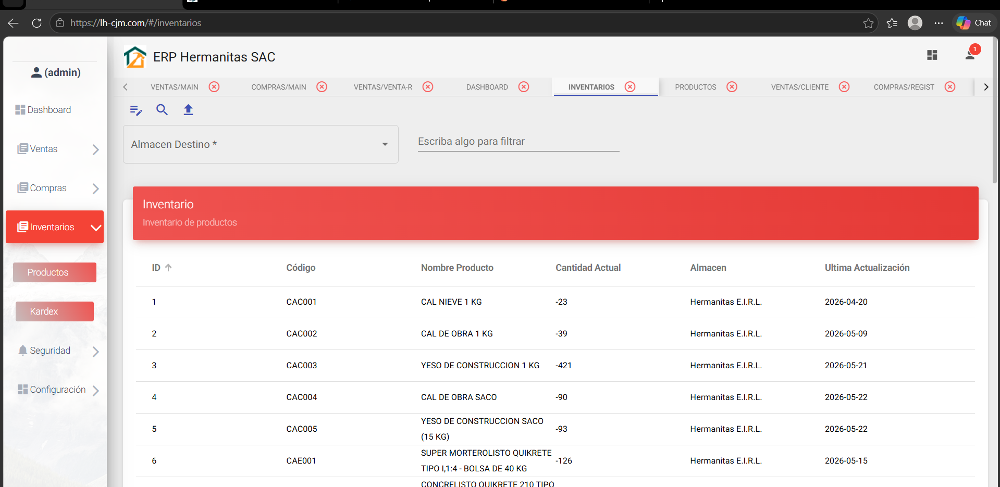 https://lh-cjm.com/#/inventarios
Chat
(admin)
Dashboard
Ventas
Compras
Inventarios
Productos
Kardex
Seguridad
Configuración
ERP Hermanitas SAC
1
VENTAS/MAIN
COMPRAS/MAIN
VENTAS/VENTA-R
DASHBOARD
INVENTARIOS
PRODUCTOS
VENTAS/CLIENTE
COMPRAS/REGIST
Almacen Destino *
Escriba algo para filtrar
Inventario
Inventario de productos
ID Código Nombre Producto Cantidad Actual Almacen Ultima Actualización
1 CAC001 CAL NIEVE 1 KG -23 Hermanitas E.I.R.L. 2026-04-20
2 CAC002 CAL DE OBRA 1 KG -39 Hermanitas E.I.R.L. 2026-05-09
3 CAC003 YESO DE CONSTRUCCION 1 KG -421 Hermanitas E.I.R.L. 2026-05-21
4 CAC004 CAL DE OBRA SACO -90 Hermanitas E.I.R.L. 2026-05-22
5 CAC005 YESO DE CONSTRUCCION SACO
(15 KG) -93 Hermanitas E.I.R.L. 2026-05-22
6 CAE001 SUPER MORTEROLISTO QUIKRETE
TIPO I,1:4 - BOLSA DE 40 KG -126 Hermanitas E.I.R.L. 2026-05-15
CONCRELISTO QUIKRETE 210 TIPO